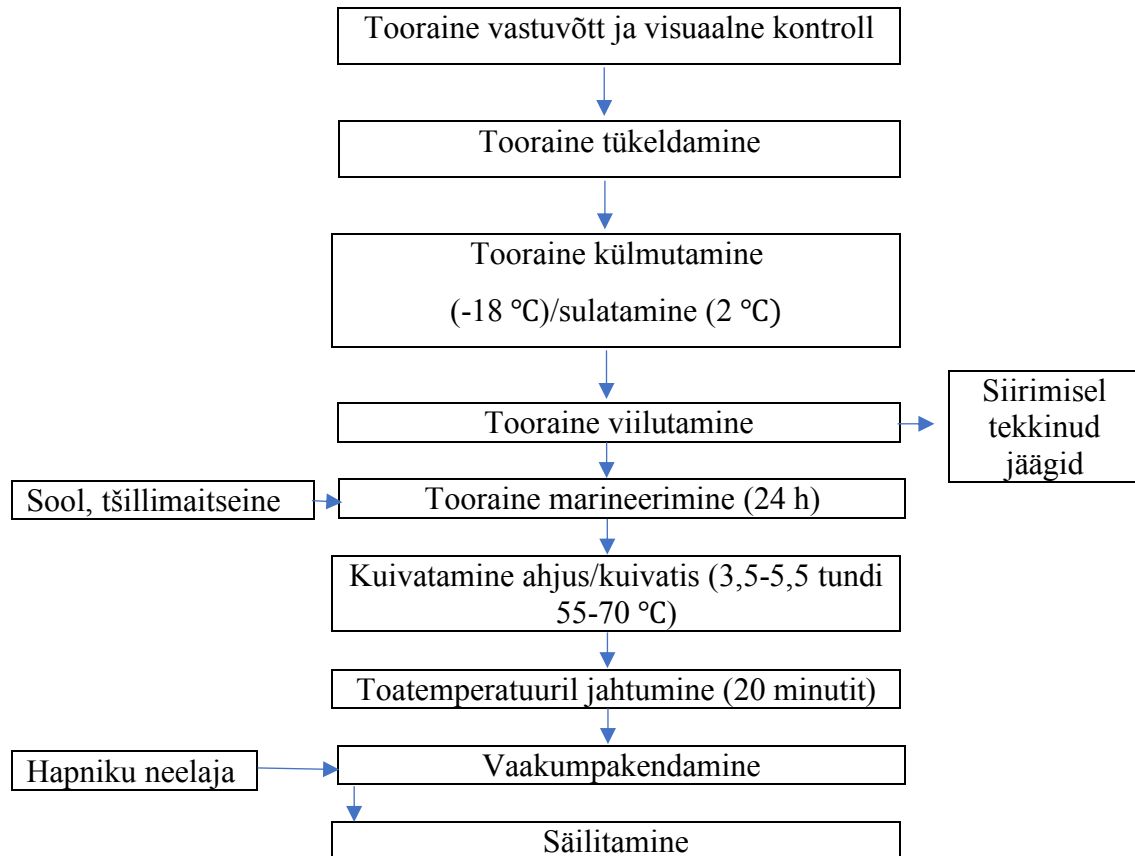 Tooraine vastuvõtt ja visuaalne kontroll
Tooraine tükeldamine
Tooraine külmutamine
(-18 °C)/sulatamine (2 °C)
Tooraine viilutamine
Siirimisel
tekkinud
jäägid
Sool, tšillimaitseine
Tooraine marineerimine (24 h)
Kuivatamine ahjus/kuivatis (3,5-5,5 tundi
55-70 °C)
Toatemperatuuril jahtumine (20 minutit)
Hapniku neelaja
Vaakumpakendamine
Säilitamine